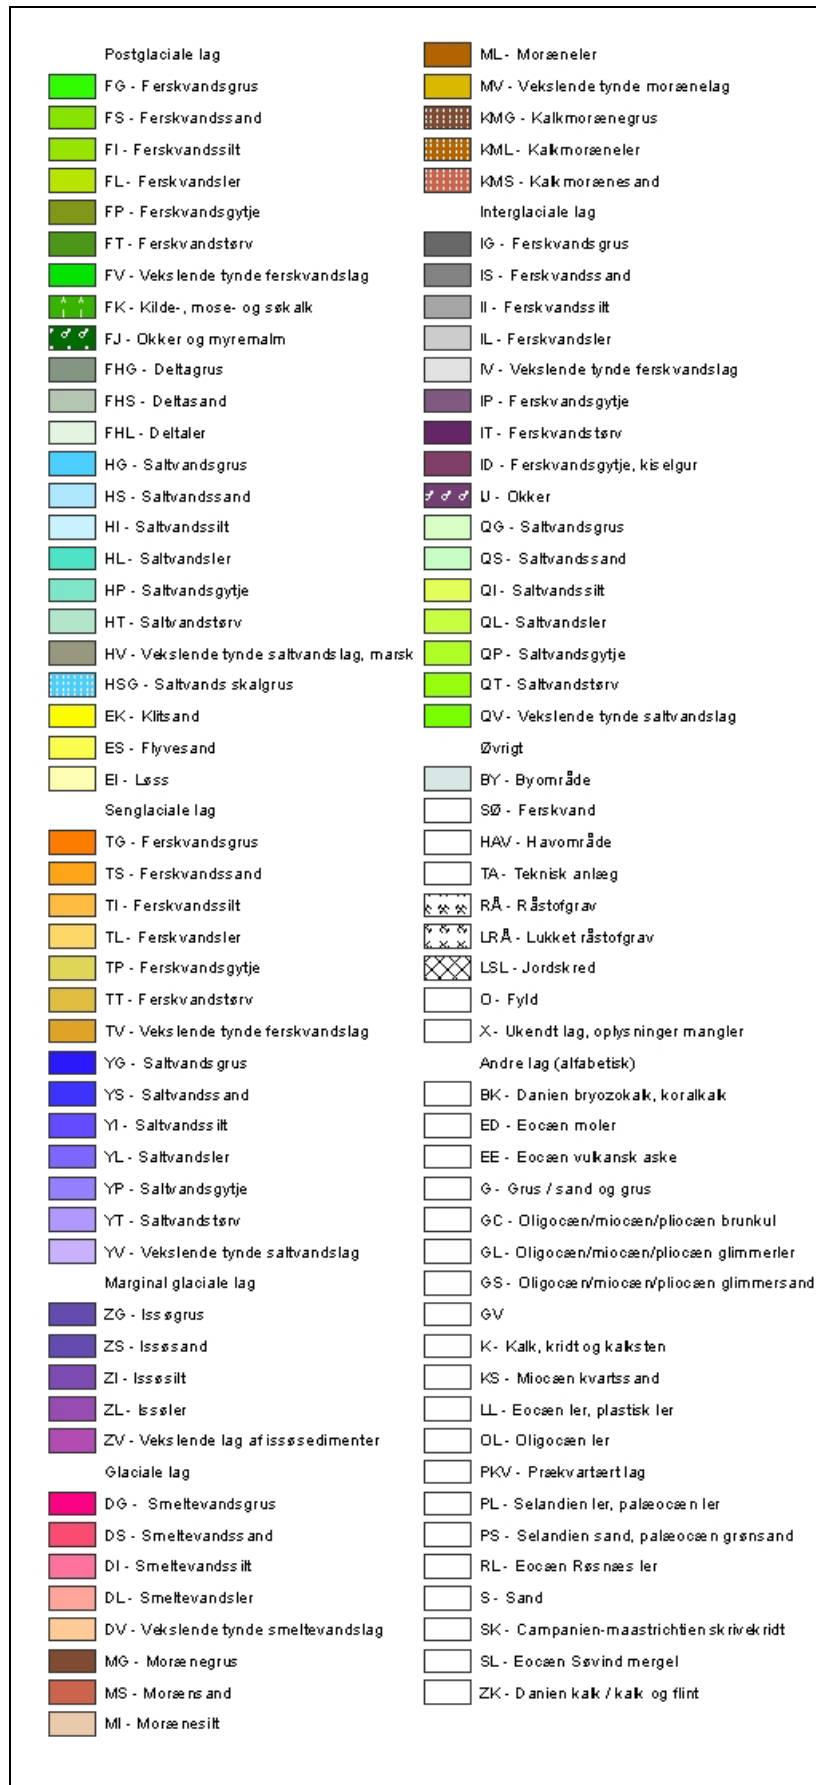 Postglaciale lag
FG - Ferskvandsgrus
FS - Ferskvandssand
FI - Ferskvandssilt
FL - Ferskvandsler
FP - Ferskvandsgytje
FT - Ferskvandstørv
FV - Vekslende tynde ferskvandslag
FK - Kilde-, mose- og søkalk
FJ - Okker og myremalm
FHG - Deltagrus
FHS - Deltasand
FHL - Deltaler
HG - Saltvandsgrus
HS - Saltvandssand
HI - Saltvandssilt
HL - Saltvandsler
HP - Saltvandsgytje
HT - Saltvandstørv
HV - Vekslende tynde saltvandslag, marsk
HSG - Saltvands skalgrus
EK - Klitsand
ES - Flyvesand
EI - Løss
Senglaciale lag
TG - Ferskvandsgrus
TS - Ferskvandssand
TI - Ferskvandssilt
TL - Ferskvandsler
TP - Ferskvandsgytje
TT - Ferskvandstørv
TV - Vekslende tynde ferskvandslag
YG - Saltvandsgrus
YS - Saltvandssand
YI - Saltvandssilt
YL - Saltvandsler
YP - Saltvandsgytje
YT - Saltvandstørv
YV - Vekslende tynde saltvandslag
Marginal glaciale lag
ZG - Issøgrus
ZS - Issøsand
ZI - Issøsilt
ZL - Issøler
ZV - Vekslende lag af issøsedimenter
Glaciale lag
DG - Smeltevandsgrus
DS - Smeltevandssand
DI - Smeltevandssilt
DL - Smeltevandsler
DV - Vekslende tynde smeltevandslag
MG - Morænegrus
MS - Morænsand
MI - Morænesilt
ML - Moræneler
MV - Vekslende tynde morænelag
KMG - Kalkmorænegrus
KML - Kalkmoræneler
KMS - Kalkmorænesand
Interglaciale lag
IG - Ferskvandsgrus
IS - Ferskvandssand
II - Ferskvandssilt
IL - Ferskvandsler
IV - Vekslende tynde ferskvandslag
IP - Ferskvandsgytje
IT - Ferskvandstørv
ID - Ferskvandsgytje, kiselgur
IJ - Okker
QG - Saltvandsgrus
QS - Saltvandssand
QI - Saltvandssilt
QL - Saltvandsler
QP - Saltvandsgytje
QT - Saltvandstørv
QV - Vekslende tynde saltvandslag
Øvrigt
BY - Byområde
SØ - Ferskvand
HAV - Havområde
TA - Teknisk anlæg
RÅ - Råstofgrav
LRÅ - Lukket råstofgrav
LSL - Jordskred
O - Fyld
X - Ukendt lag, oplysninger mangler
Andre lag (alfabetisk)
BK - Danien bryozokalk, koralkalk
ED - Eocæn moler
EE - Eocæn vulkansk aske
G - Grus / sand og grus
GC - Oligocæn/miocæn/pliocæn brunkul
GL - Oligocæn/miocæn/pliocæn glimmerler
GS - Oligocæn/miocæn/pliocæn glimmersand
GV
K - Kalk, kridt og kalksten
KS - Miocæn kvartssand
LL - Eocæn ler, plastisk ler
OL - Oligocæn ler
PKV - Prækvartært lag
PL - Selandien ler, palæocæn ler
PS - Selandien sand, palæocæn grønsand
RL - Eocæn Røsnæs ler
S - Sand
SK - Campanien-maastrichtien skrivekridt
SL - Eocæn Søvind mergel
ZK - Danien kalk / kalk og flint